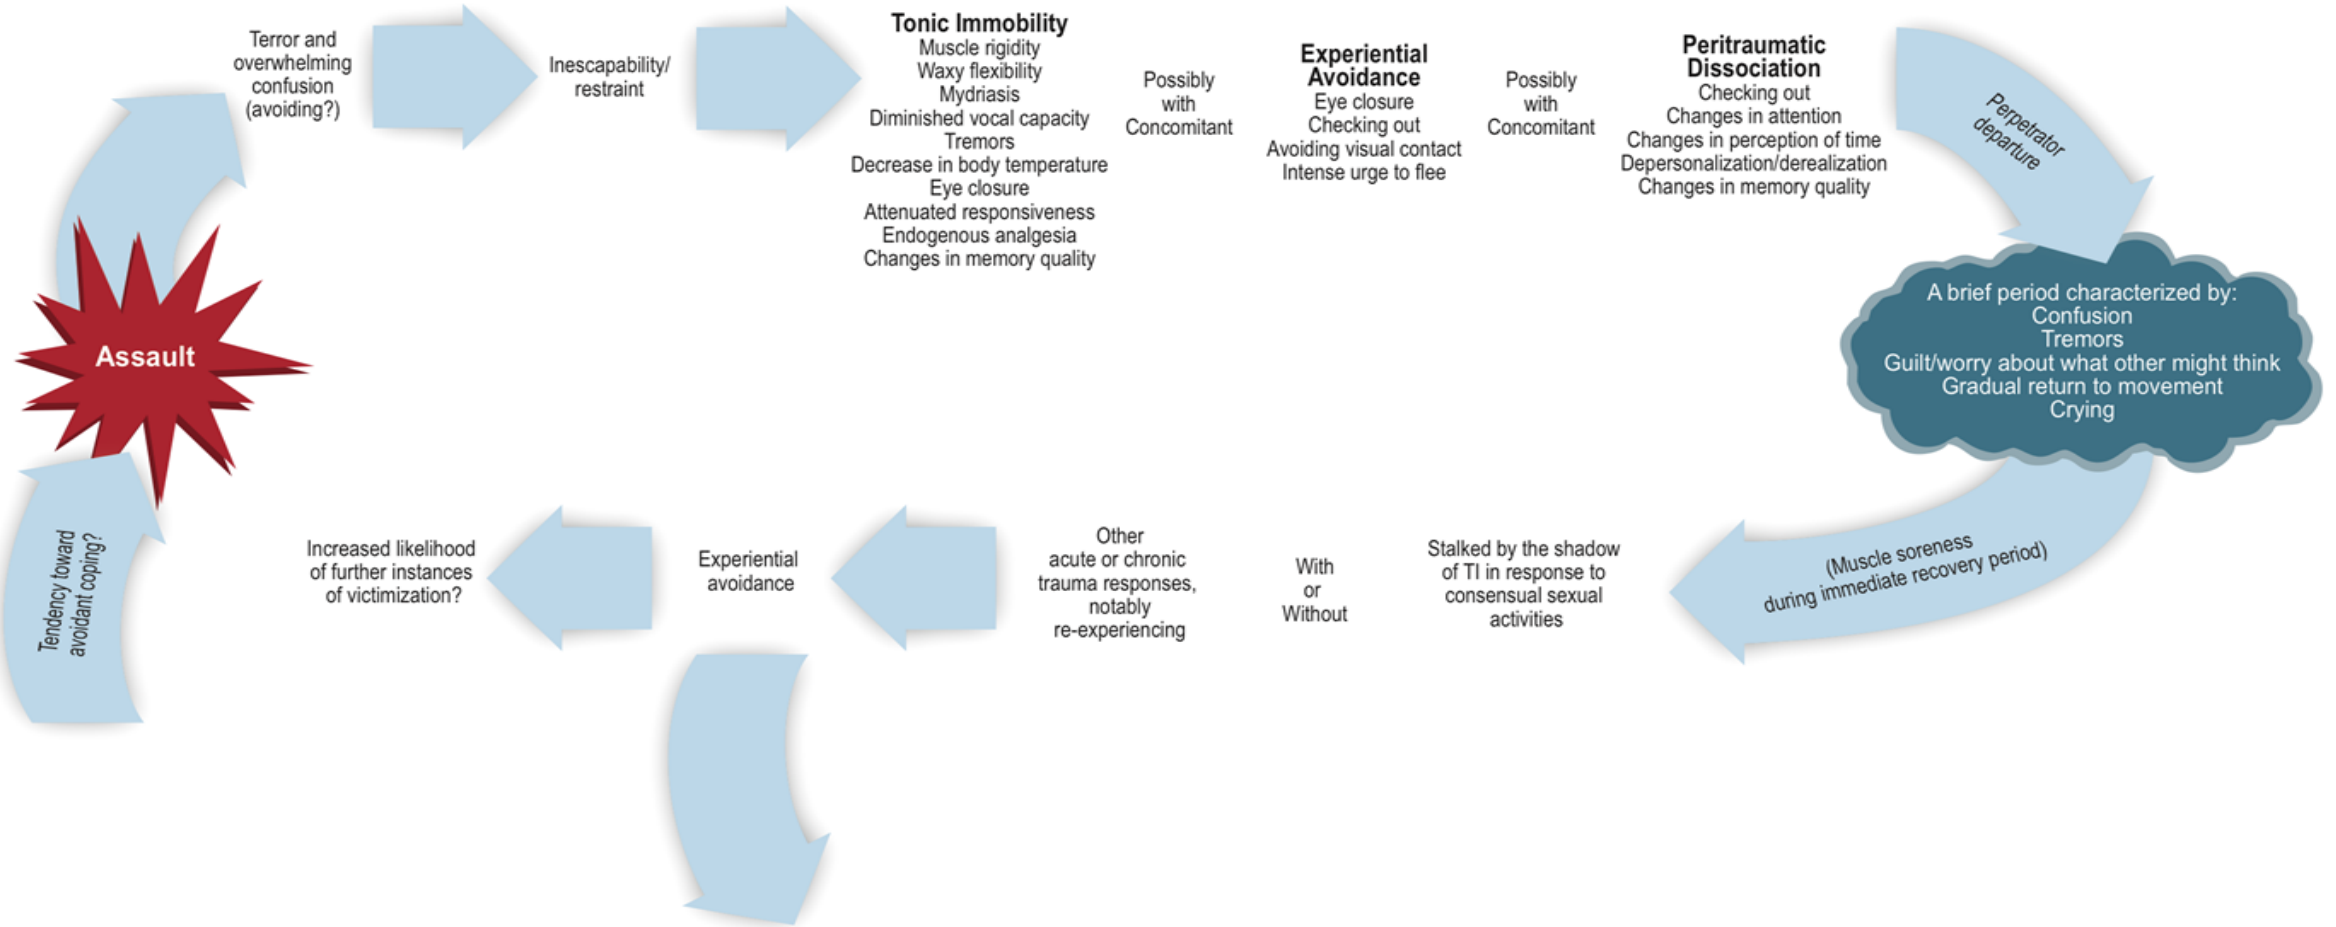 Terror and
overwhelming
confusion
(avoiding?)
Inescapability/
restraint
Tonic Immobility
Muscle rigidity
Waxy flexibility
Mydriasis
Diminished vocal capacity
Tremors
Decrease in body temperature
Eye closure
Attenuated responsiveness
Endogenous analgesia
Changes in memory quality
Possibly
with
Concomitant
Experiential
Avoidance
Eye closure
Checking out
Avoiding visual contact
Intense urge to flee
Possibly
with
Concomitant
Peritraumatic
Dissociation
Checking out
Changes in attention
Changes in perception of time
Depersonalization/derealization
Changes in memory quality
Perpetrator
departure
A brief period characterized by:
Confusion
Tremors
Guilt/worry about what other might think
Gradual return to movement
Crying
(Muscle soreness
during immediate recovery period)
Stalked by the shadow
of TI in response to
consensual sexual
activities
With
or
Without
Other
acute or chronic
trauma responses,
notably
re-experiencing
Experiential
avoidance
Increased likelihood
of further instances
of victimization?
Tendency toward
avoidant coping?
Assault